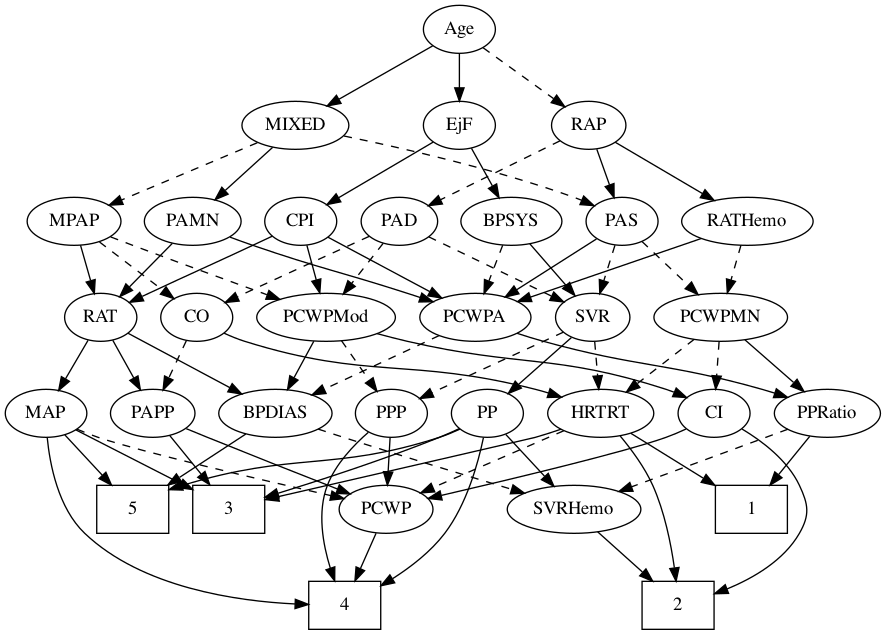 Age
MIXED
EjF
RAP
MPAP
PAMN
CPI
PAD
BPSYS
PAS
RATHemo
RAT
CO
PCWPMod
PCWPA
SVR
PCWPMN
MAP
PAPP
BPDIAS
PPP
PP
HRTRT
CI
PPRatio
5
3
PCWP
SVRHemo
1
4
2